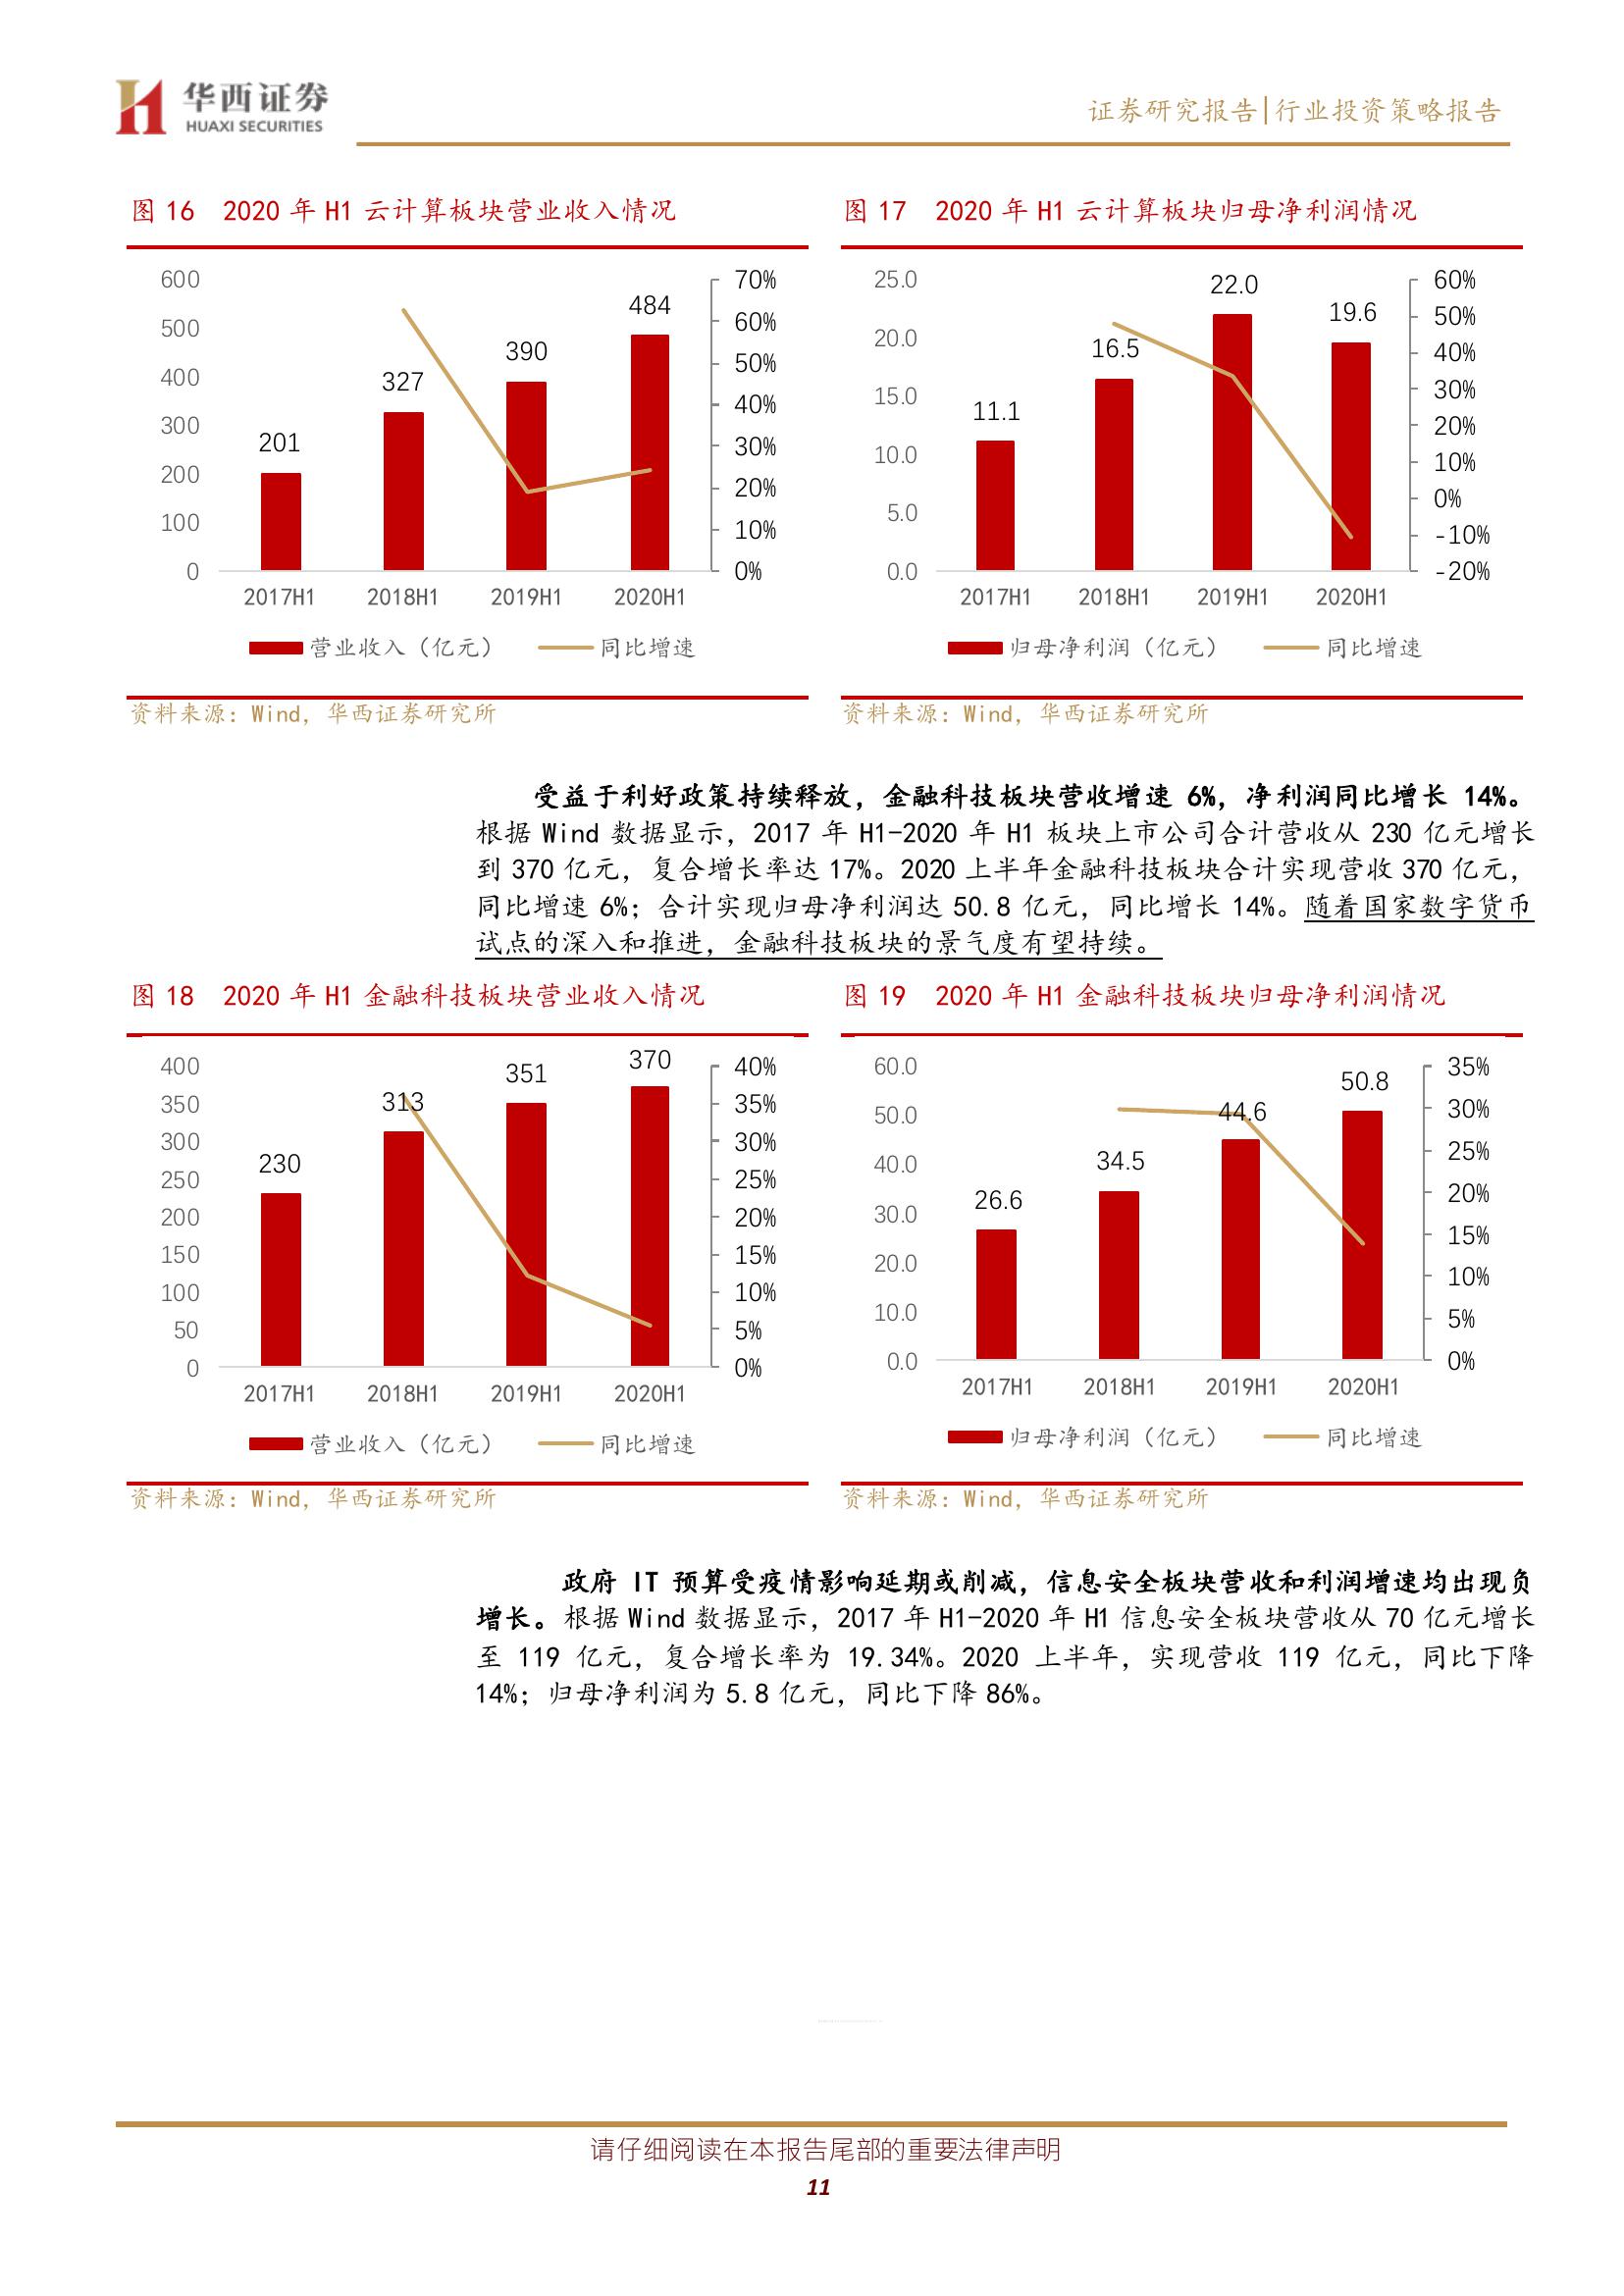 华西证券
HUAXI SECURITIES
证券研究报告|行业投资策略报告
图 16 2020 年 H1 云计算板块营业收入情况
600
500
400
300
200
100
0
70%
60%
50%
40%
30%
20%
10%
0%
201
327
390
484
2017H1 2018H1 2019H1 2020H1
营业收入（亿元） 同比增速
资料来源：Wind，华西证券研究所
图 17 2020 年 H1 云计算板块归母净利润情况
25.0
20.0
15.0
10.0
5.0
0.0
60%
50%
40%
30%
20%
10%
0%
-10%
-20%
11.1
16.5
22.0
19.6
2017H1 2018H1 2019H1 2020H1
归母净利润（亿元） 同比增速
资料来源：Wind，华西证券研究所
受益于利好政策持续释放，金融科技板块营收增速 6%，净利润同比增长 14%。
根据 Wind 数据显示，2017 年 H1-2020 年 H1 板块上市公司合计营收从 230 亿元增长
到 370 亿元，复合增长率达 17%。2020 上半年金融科技板块合计实现营收 370 亿元，
同比增速 6%；合计实现归母净利润达 50.8 亿元，同比增长 14%。随着国家数字货币
试点的深入和推进，金融科技板块的景气度有望持续。
图 18 2020 年 H1 金融科技板块营业收入情况
400
350
300
250
200
150
100
50
0
40%
35%
30%
25%
20%
15%
10%
5%
0%
230
313
351
370
2017H1 2018H1 2019H1 2020H1
营业收入（亿元） 同比增速
资料来源：Wind，华西证券研究所
图 19 2020 年 H1 金融科技板块归母净利润情况
60.0
50.0
40.0
30.0
20.0
10.0
0.0
35%
30%
25%
20%
15%
10%
5%
0%
26.6
34.5
44.6
50.8
2017H1 2018H1 2019H1 2020H1
归母净利润（亿元） 同比增速
资料来源：Wind，华西证券研究所
政府 IT 预算受疫情影响延期或削减，信息安全板块营收和利润增速均出现负
增长。根据 Wind 数据显示，2017 年 H1-2020 年 H1 信息安全板块营收从 70 亿元增长
至 119 亿元，复合增长率为 19.34%。2020 上半年，实现营收 119 亿元，同比下降
14%；归母净利润为 5.8 亿元，同比下降 86%。
请仔细阅读在本报告尾部的重要法律声明
11